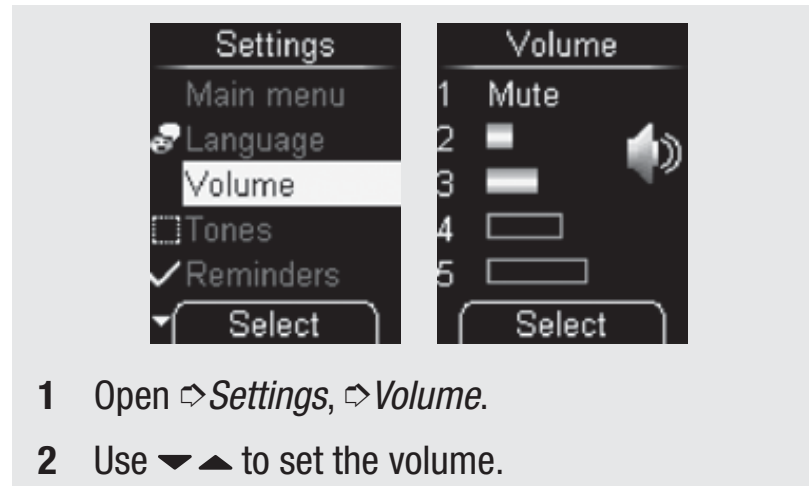 Settings
Main menu
Language
Volume
Tones
Reminders
Select
Volume
1 Mute
2
3
4
5
Select
1 Open ➪Settings, ➪Volume.
2 Use to set the volume.